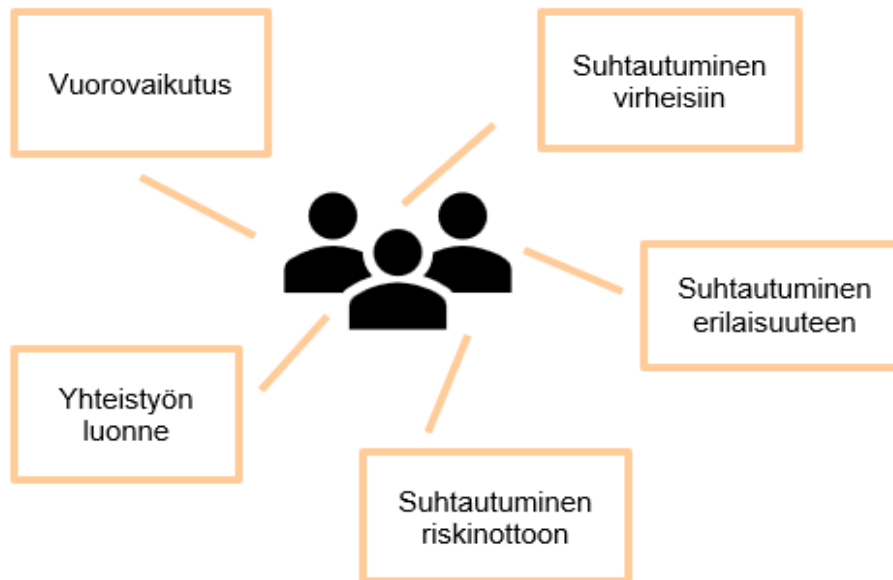 Vuorovaikutus
Suhtautuminen
virheisiin
Suhtautuminen
erilaisuuteen
Yhteistyön
luonne
Suhtautuminen
riskinottoon